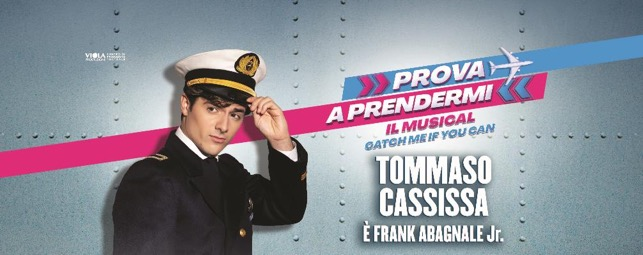 VIOLA
PROVA
A PRENDERMI
IL MUSICAL
CATCH ME IF YOU CAN
TOMMASO
CASSISSA
È FRANK ABAGNALE Jr.